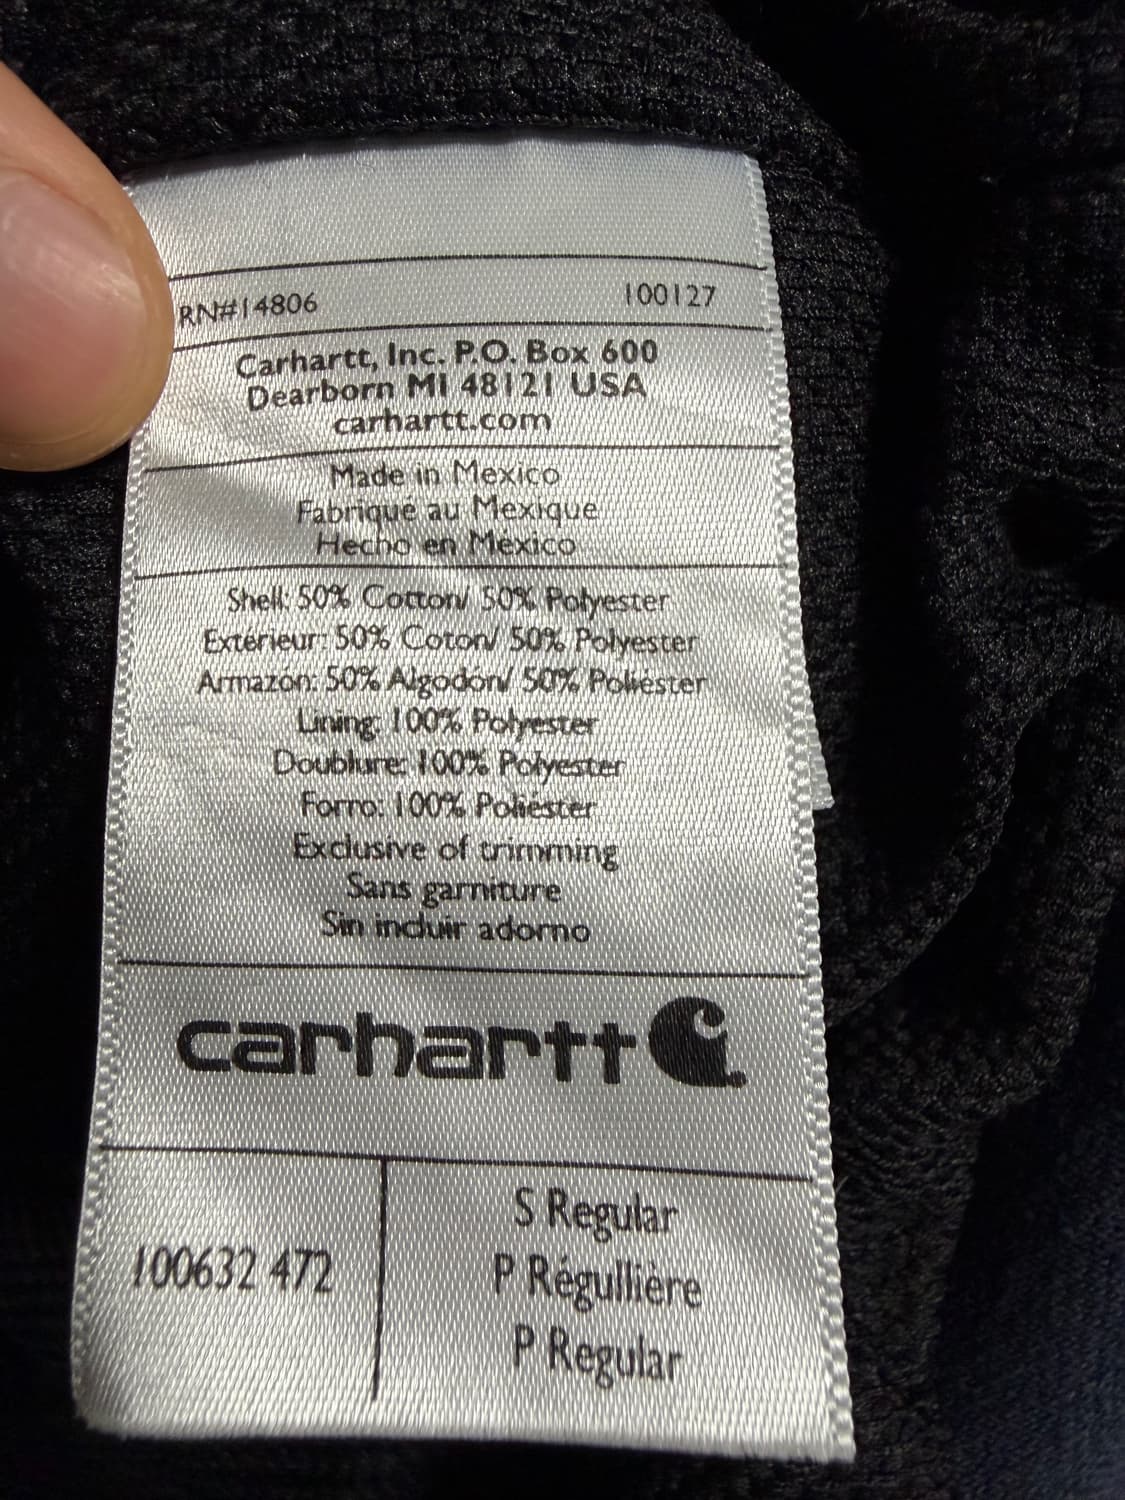 RN#14806 100127
Carhartt, Inc. P.O. Box 600
Dearborn MI 48121 USA
carhartt.com
Made in Mexico
Fabriqué au Mexique
Hecho en Mexico
Shell: 50% Cotton/ 50% Polyester
Extérieur: 50% Coton/ 50% Polyester
Armazón: 50% Algodón/ 50% Poliéster
Lining: 100% Polyester
Doublure: 100% Polyester
Forro: 100% Poliéster
Exclusive of trimming
Sans garniture
Sin incluir adorno
carhartt
100632 472
S Regular
P Régullière
P Regular